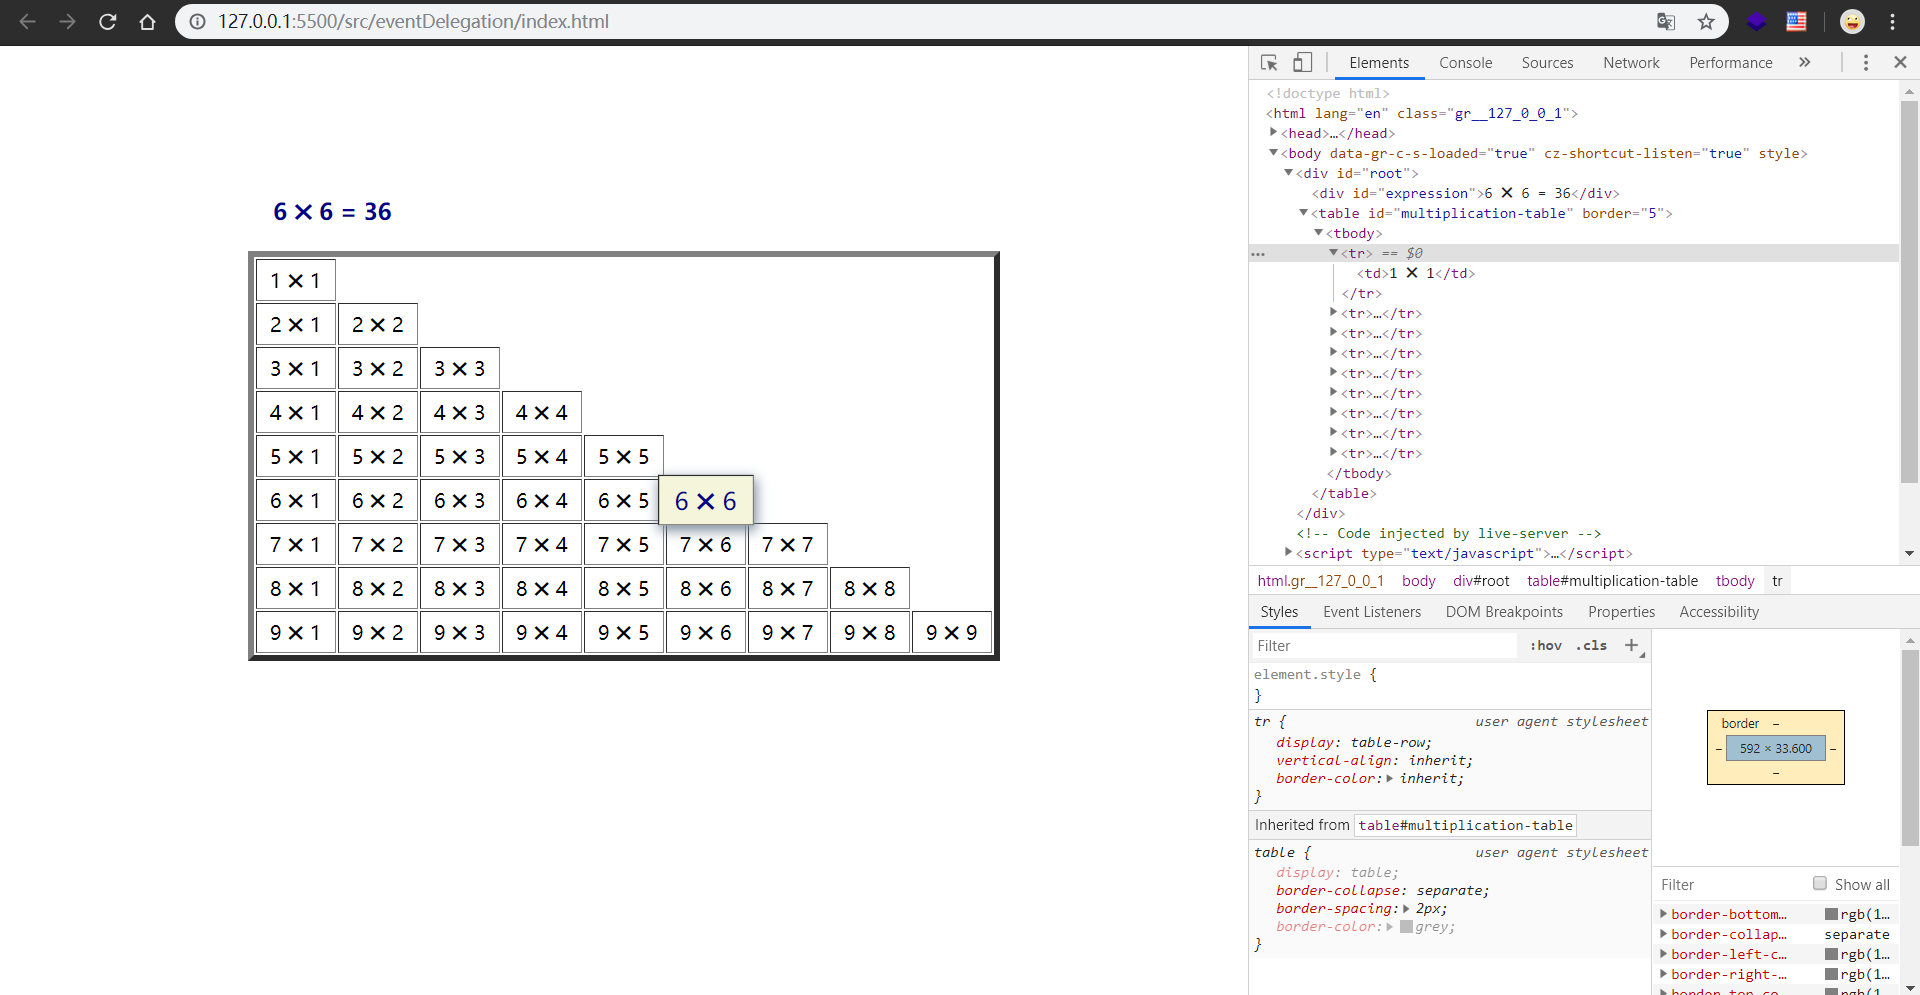 127.0.0.1:5500/src/eventDelegation/index.html
6 ✕ 6 = 36
1 ✕ 1
2 ✕ 1 2 ✕ 2
3 ✕ 1 3 ✕ 2 3 ✕ 3
4 ✕ 1 4 ✕ 2 4 ✕ 3 4 ✕ 4
5 ✕ 1 5 ✕ 2 5 ✕ 3 5 ✕ 4 5 ✕ 5
6 ✕ 1 6 ✕ 2 6 ✕ 3 6 ✕ 4 6 ✕ 5 6 ✕ 6
7 ✕ 1 7 ✕ 2 7 ✕ 3 7 ✕ 4 7 ✕ 5 7 ✕ 6 7 ✕ 7
8 ✕ 1 8 ✕ 2 8 ✕ 3 8 ✕ 4 8 ✕ 5 8 ✕ 6 8 ✕ 7 8 ✕ 8
9 ✕ 1 9 ✕ 2 9 ✕ 3 9 ✕ 4 9 ✕ 5 9 ✕ 6 9 ✕ 7 9 ✕ 8 9 ✕ 9
Elements Console Sources Network Performance »
<!doctype html>
<html lang="en" class="gr__127_0_0_1">
<head>…</head>
<body data-gr-c-s-loaded="true" cz-shortcut-listen="true" style>
<div id="root">
<div id="expression">6 ✕ 6 = 36</div>
<table id="multiplication-table" border="5">
<tbody>
<tr> == $0
<td>1 ✕ 1</td>
</tr>
<tr>…</tr>
<tr>…</tr>
<tr>…</tr>
<tr>…</tr>
<tr>…</tr>
<tr>…</tr>
<tr>…</tr>
<tr>…</tr>
</tbody>
</table>
</div>
<!-- Code injected by live-server -->
<script type="text/javascript">…</script>
html.gr__127_0_0_1 body div#root table#multiplication-table tbody tr
Styles Event Listeners DOM Breakpoints Properties Accessibility
Filter :hov .cls +
element.style {
}
tr { user agent stylesheet
display: table-row;
vertical-align: inherit;
border-color: inherit;
}
Inherited from table#multiplication-table
table { user agent stylesheet
display: table;
border-collapse: separate;
border-spacing: 2px;
border-color: grey;
}
border –
– 592 × 33.600 –
–
Filter Show all
border-bottom… rgb(1…
border-collap… separate
border-left-c… rgb(1…
border-right-… rgb(1…
border-top-co… rgb(1…